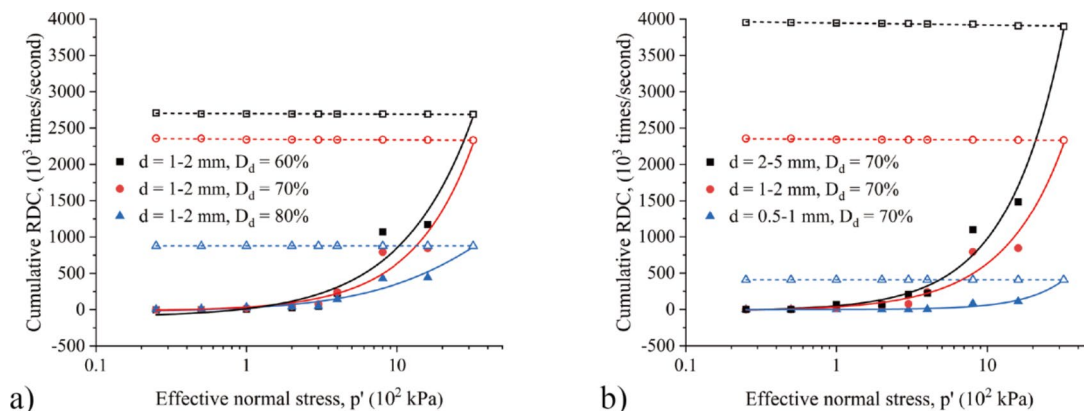 4000
3500
3000
2500
2000
1500
1000
500
0
-500
Cumulative RDC, (10³ times/second)
d = 1-2 mm, D_d = 60%
d = 1-2 mm, D_d = 70%
d = 1-2 mm, D_d = 80%
0.1 1 10
Effective normal stress, p' (10² kPa)
a)
4000
3500
3000
2500
2000
1500
1000
500
0
-500
Cumulative RDC, (10³ times/second)
d = 2-5 mm, D_d = 70%
d = 1-2 mm, D_d = 70%
d = 0.5-1 mm, D_d = 70%
0.1 1 10
Effective normal stress, p' (10² kPa)
b)